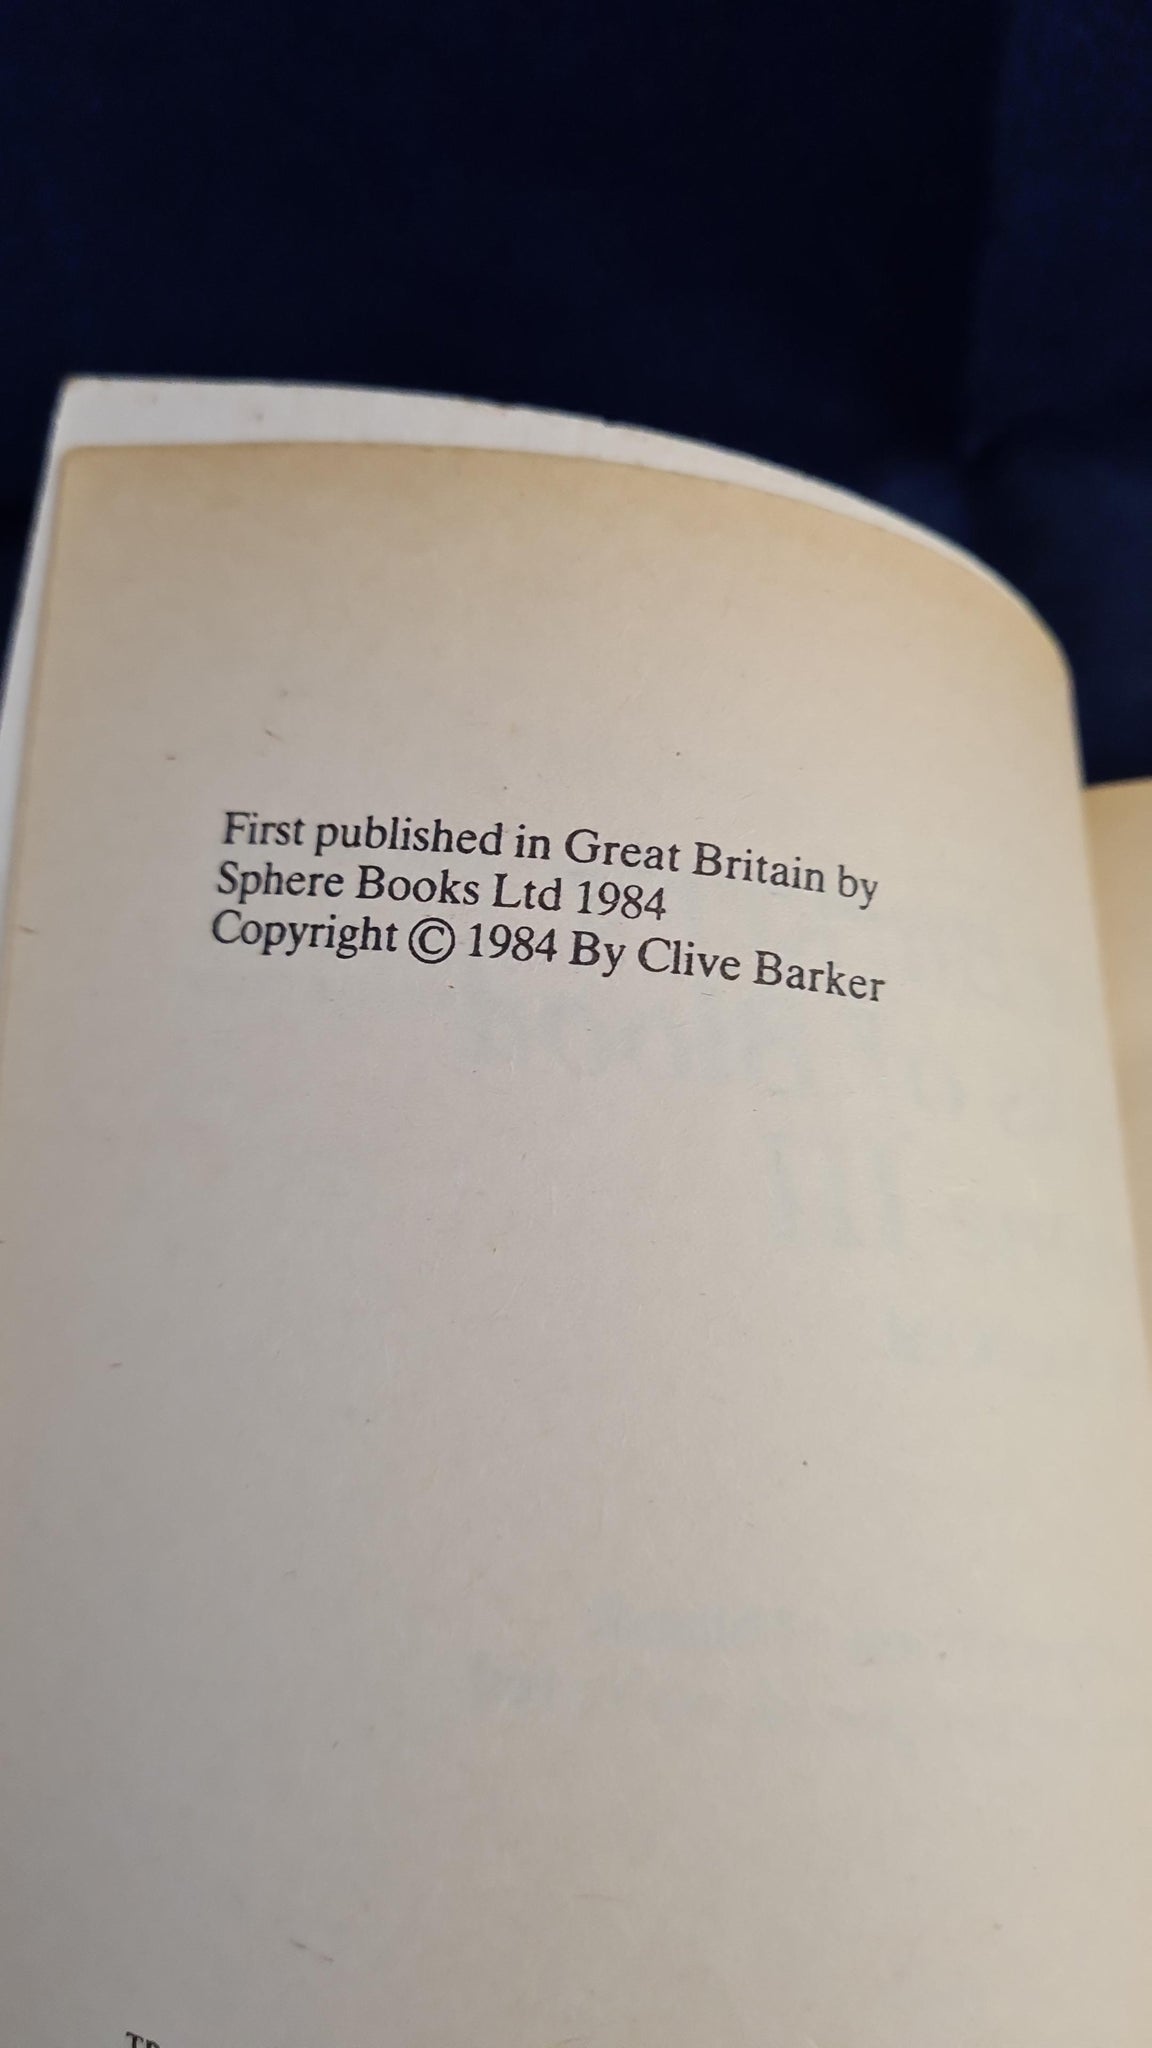 First published in Great Britain by
Sphere Books Ltd 1984
Copyright © 1984 By Clive Barker